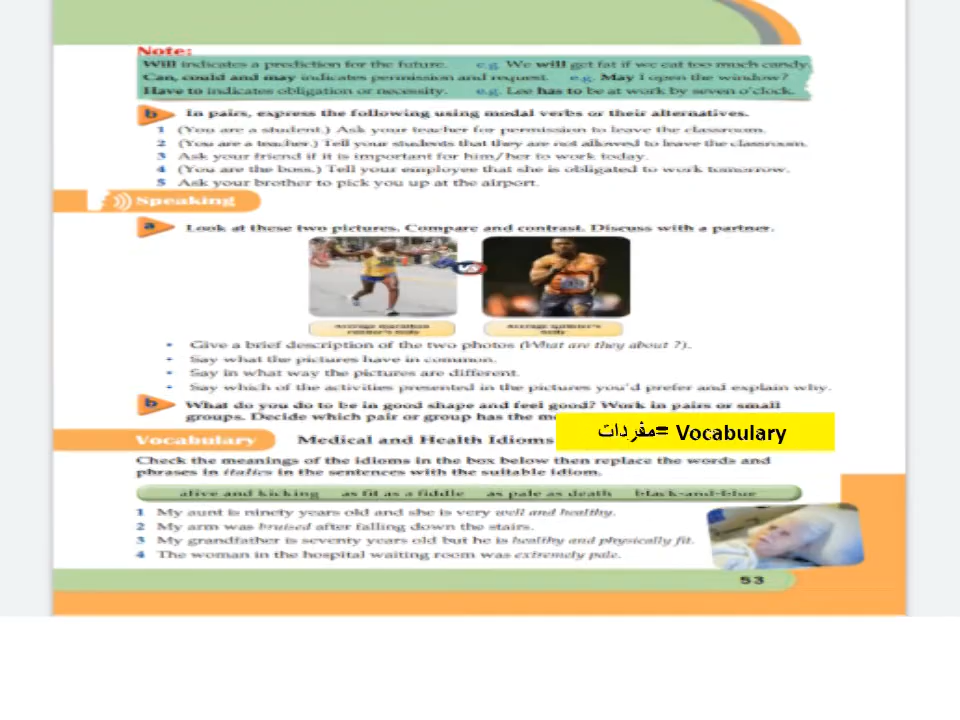 Note:
Will indicates a prediction for the future. e.g. We will get fat if we eat too much candy.
Can, could and may indicates permission and request. e.g. May I open the window?
Have to indicates obligation or necessity. e.g. Lee has to be at work by seven o'clock.
b In pairs, express the following using modal verbs or their alternatives.
1 (You are a student.) Ask your teacher for permission to leave the classroom.
2 (You are a teacher.) Tell your students that they are not allowed to leave the classroom.
3 Ask your friend if it is important for him/her to work today.
4 (You are the boss.) Tell your employee that she is obligated to work tomorrow.
5 Ask your brother to pick you up at the airport.
Speaking
a Look at these two pictures. Compare and contrast. Discuss with a partner.
VS
Average marathon runner's body
Average sprinter's body
• Give a brief description of the two photos (What are they about ?).
• Say what the pictures have in common.
• Say in what way the pictures are different.
• Say which of the activities presented in the pictures you'd prefer and explain why.
b What do you do to be in good shape and feel good? Work in pairs or small
groups. Decide which pair or group has the
مفردات= Vocabulary
Vocabulary Medical and Health Idioms
Check the meanings of the idioms in the box below then replace the words and
phrases in italics in the sentences with the suitable idiom.
alive and kicking as fit as a fiddle as pale as death black-and-blue
1 My aunt is ninety years old and she is very well and healthy.
2 My arm was bruised after falling down the stairs.
3 My grandfather is seventy years old but he is healthy and physically fit.
4 The woman in the hospital waiting room was extremely pale.
53